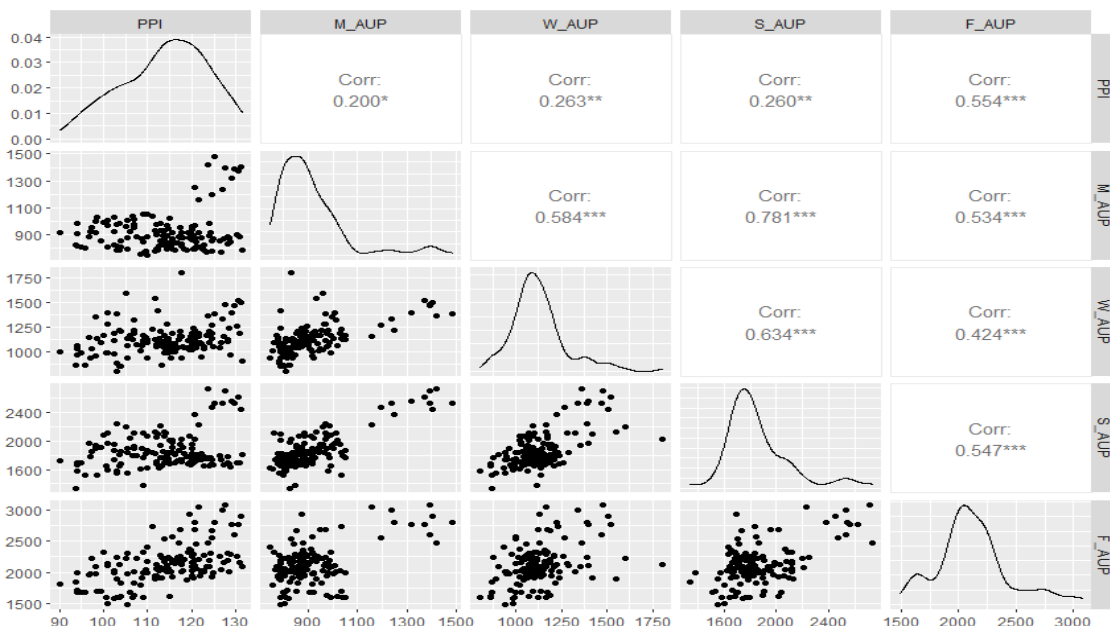 PPI M_AUP W_AUP S_AUP F_AUP
0.04
0.03
0.02
0.01
0.00
Corr:
0.200*
Corr:
0.263**
Corr:
0.260**
Corr:
0.554***
PPI
1500
1300
1100
900
Corr:
0.584***
Corr:
0.781***
Corr:
0.534***
M_AUP
1750
1500
1250
1000
Corr:
0.634***
Corr:
0.424***
W_AUP
2400
2000
1600
Corr:
0.547***
S_AUP
3000
2500
2000
1500
F_AUP
90 100 110 120 130 900 1100 1300 1500 1000 1250 1500 1750 1600 2000 2400 1500 2000 2500 3000